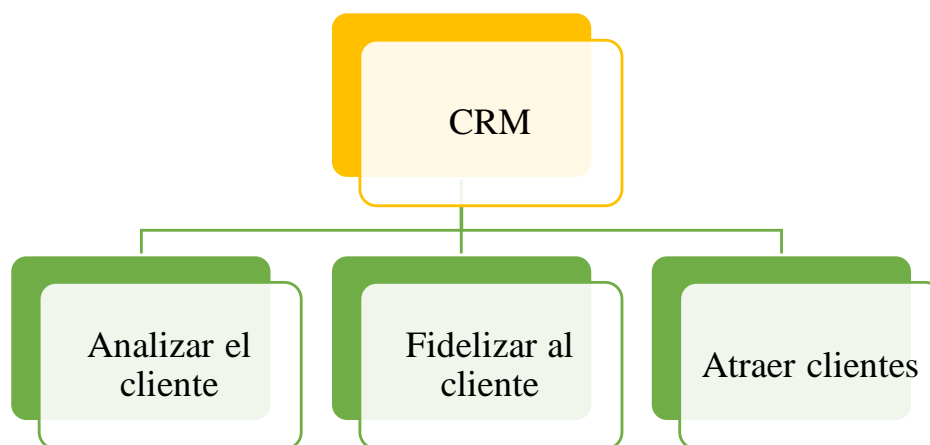 CRM
Analizar el
cliente
Fidelizar al
cliente
Atraer clientes